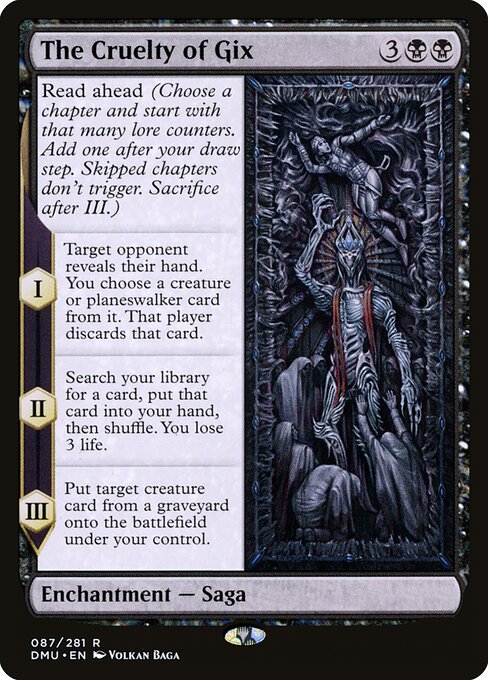 The Cruelty of Gix 3
Read ahead (Choose a
chapter and start with
that many lore counters.
Add one after your draw
step. Skipped chapters
don't trigger. Sacrifice
after III.)
I
Target opponent
reveals their hand.
You choose a creature
or planeswalker card
from it. That player
discards that card.
II
Search your library
for a card, put that
card into your hand,
then shuffle. You lose
3 life.
III
Put target creature
card from a graveyard
onto the battlefield
under your control.
Enchantment — Saga
087/281 R
DMU • EN Volkan Baga